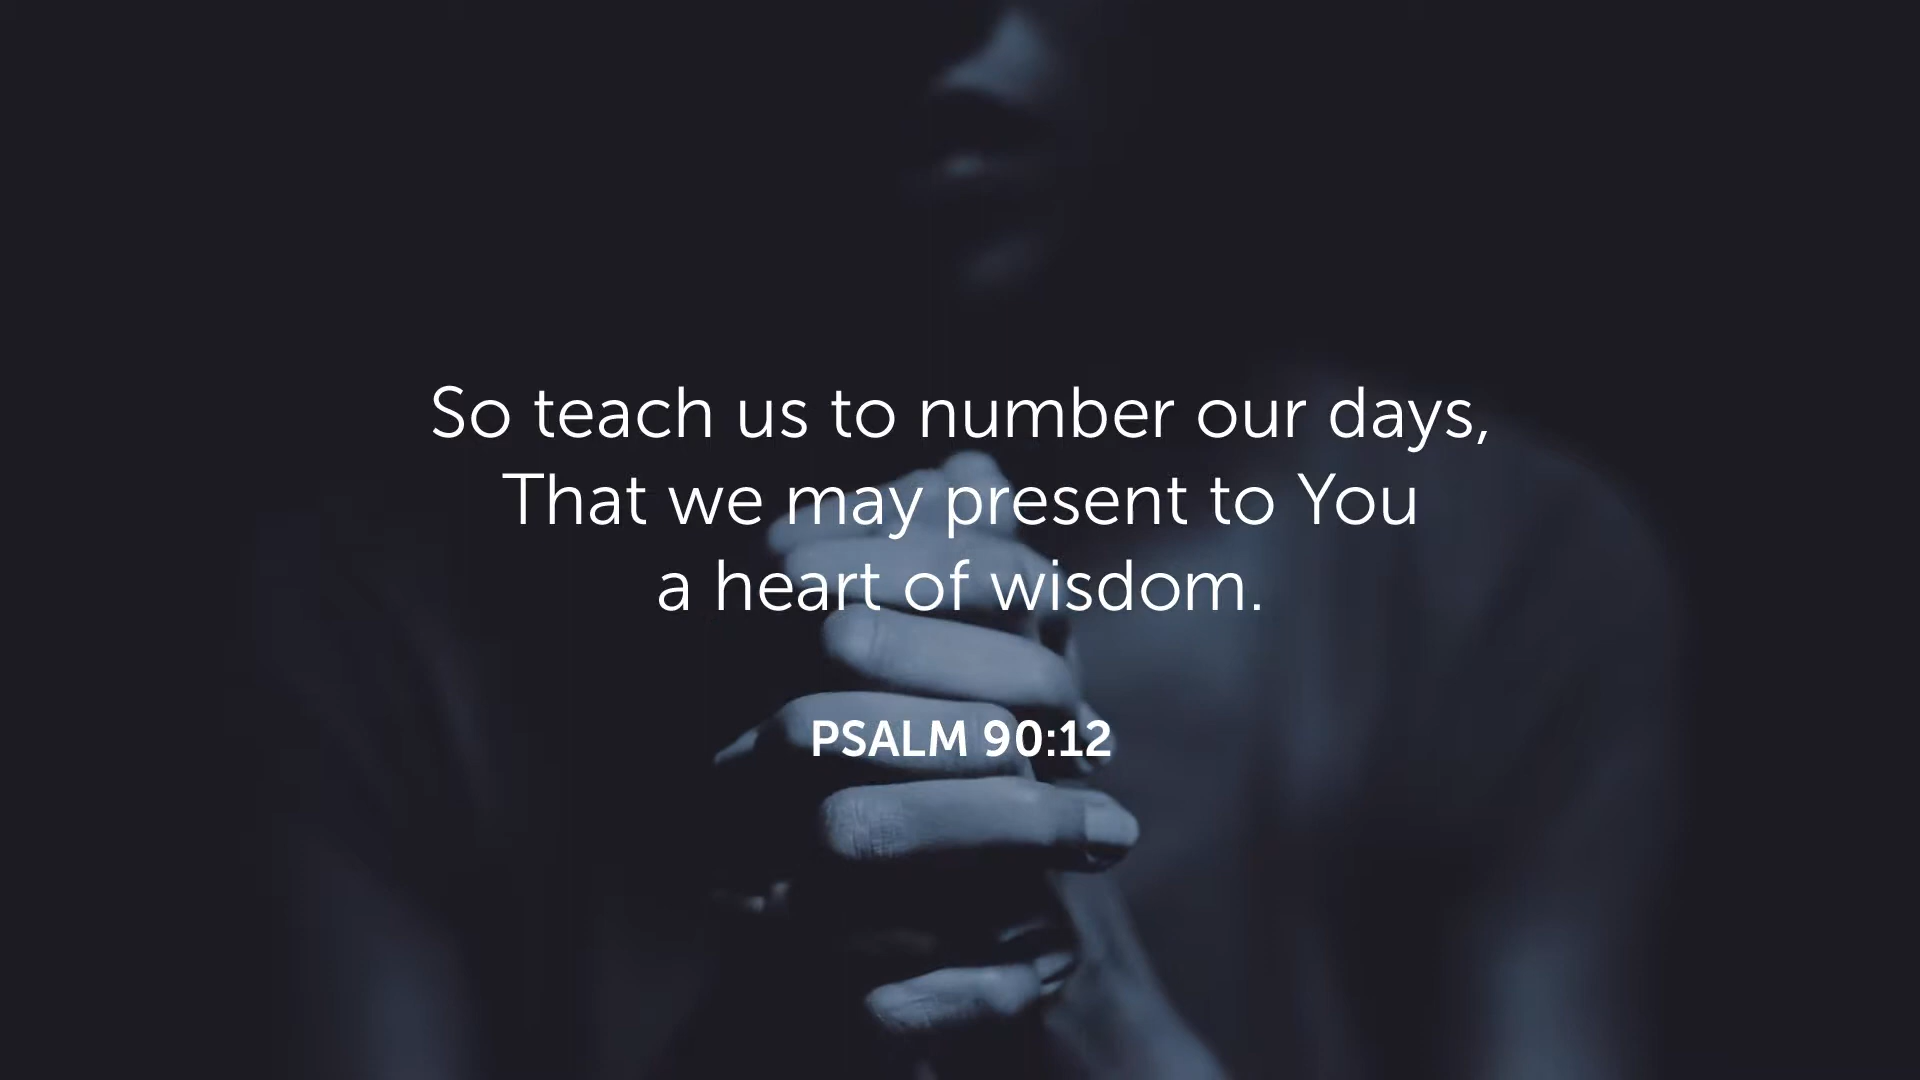 So teach us to number our days,
That we may present to You
a heart of wisdom.
PSALM 90:12